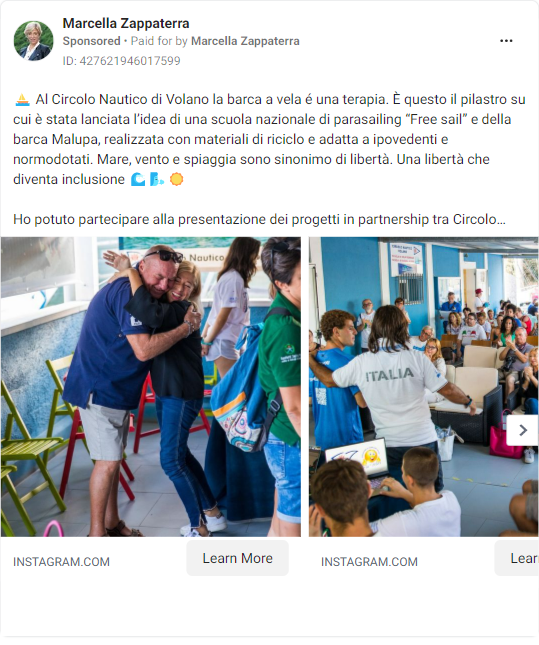 Marcella Zappaterra
Sponsored • Paid for by Marcella Zappaterra
ID: 427621946017599
⛵ Al Circolo Nautico di Volano la barca a vela é una terapia. È questo il pilastro su
cui è stata lanciata l'idea di una scuola nazionale di parasailing “Free sail” e della
barca Malupa, realizzata con materiali di riciclo e adatta a ipovedenti e
normodotati. Mare, vento e spiaggia sono sinonimo di libertà. Una libertà che
diventa inclusione 🌊 🌬️ ☀️
Ho potuto partecipare alla presentazione dei progetti in partnership tra Circolo...
Nautico
ITALIA
INSTAGRAM.COM
Learn More
INSTAGRAM.COM
Lear